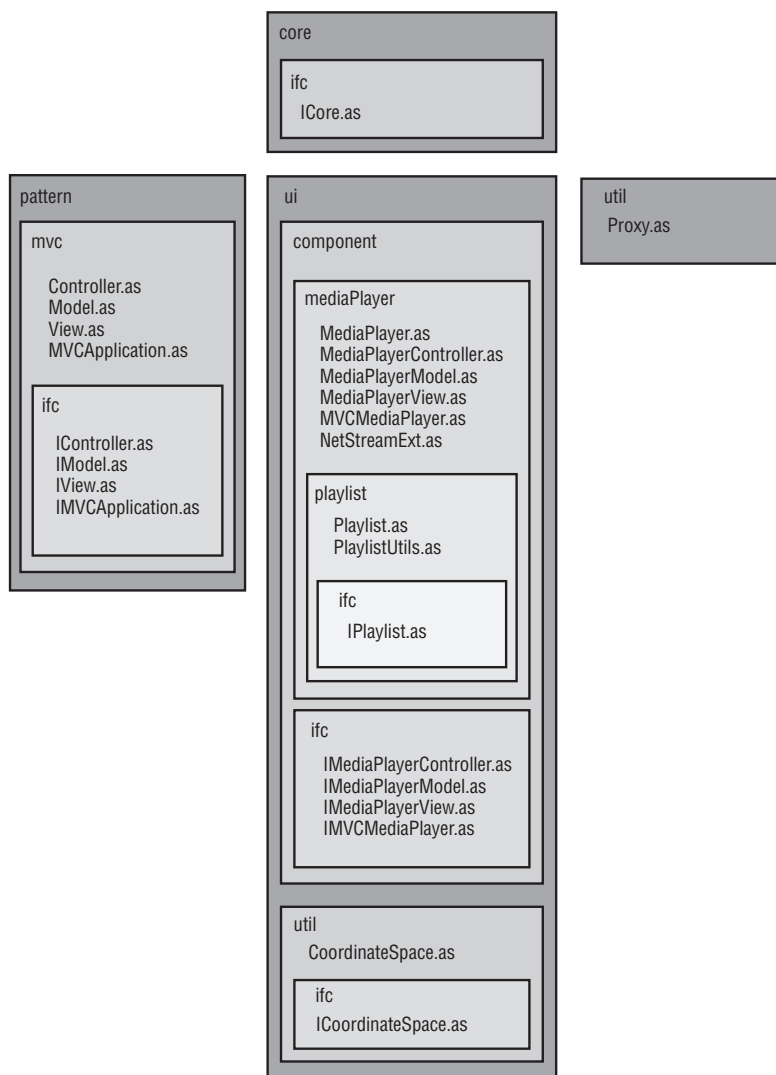 core
ifc
ICore.as
pattern
mvc
Controller.as
Model.as
View.as
MVCApplication.as
ifc
IController.as
IModel.as
IView.as
IMVCApplication.as
ui
component
mediaPlayer
MediaPlayer.as
MediaPlayerController.as
MediaPlayerModel.as
MediaPlayerView.as
MVCMediaPlayer.as
NetStreamExt.as
playlist
Playlist.as
PlaylistUtils.as
ifc
IPlaylist.as
ifc
IMediaPlayerController.as
IMediaPlayerModel.as
IMediaPlayerView.as
IMVCMediaPlayer.as
util
CoordinateSpace.as
ifc
ICoordinateSpace.as
util
Proxy.as